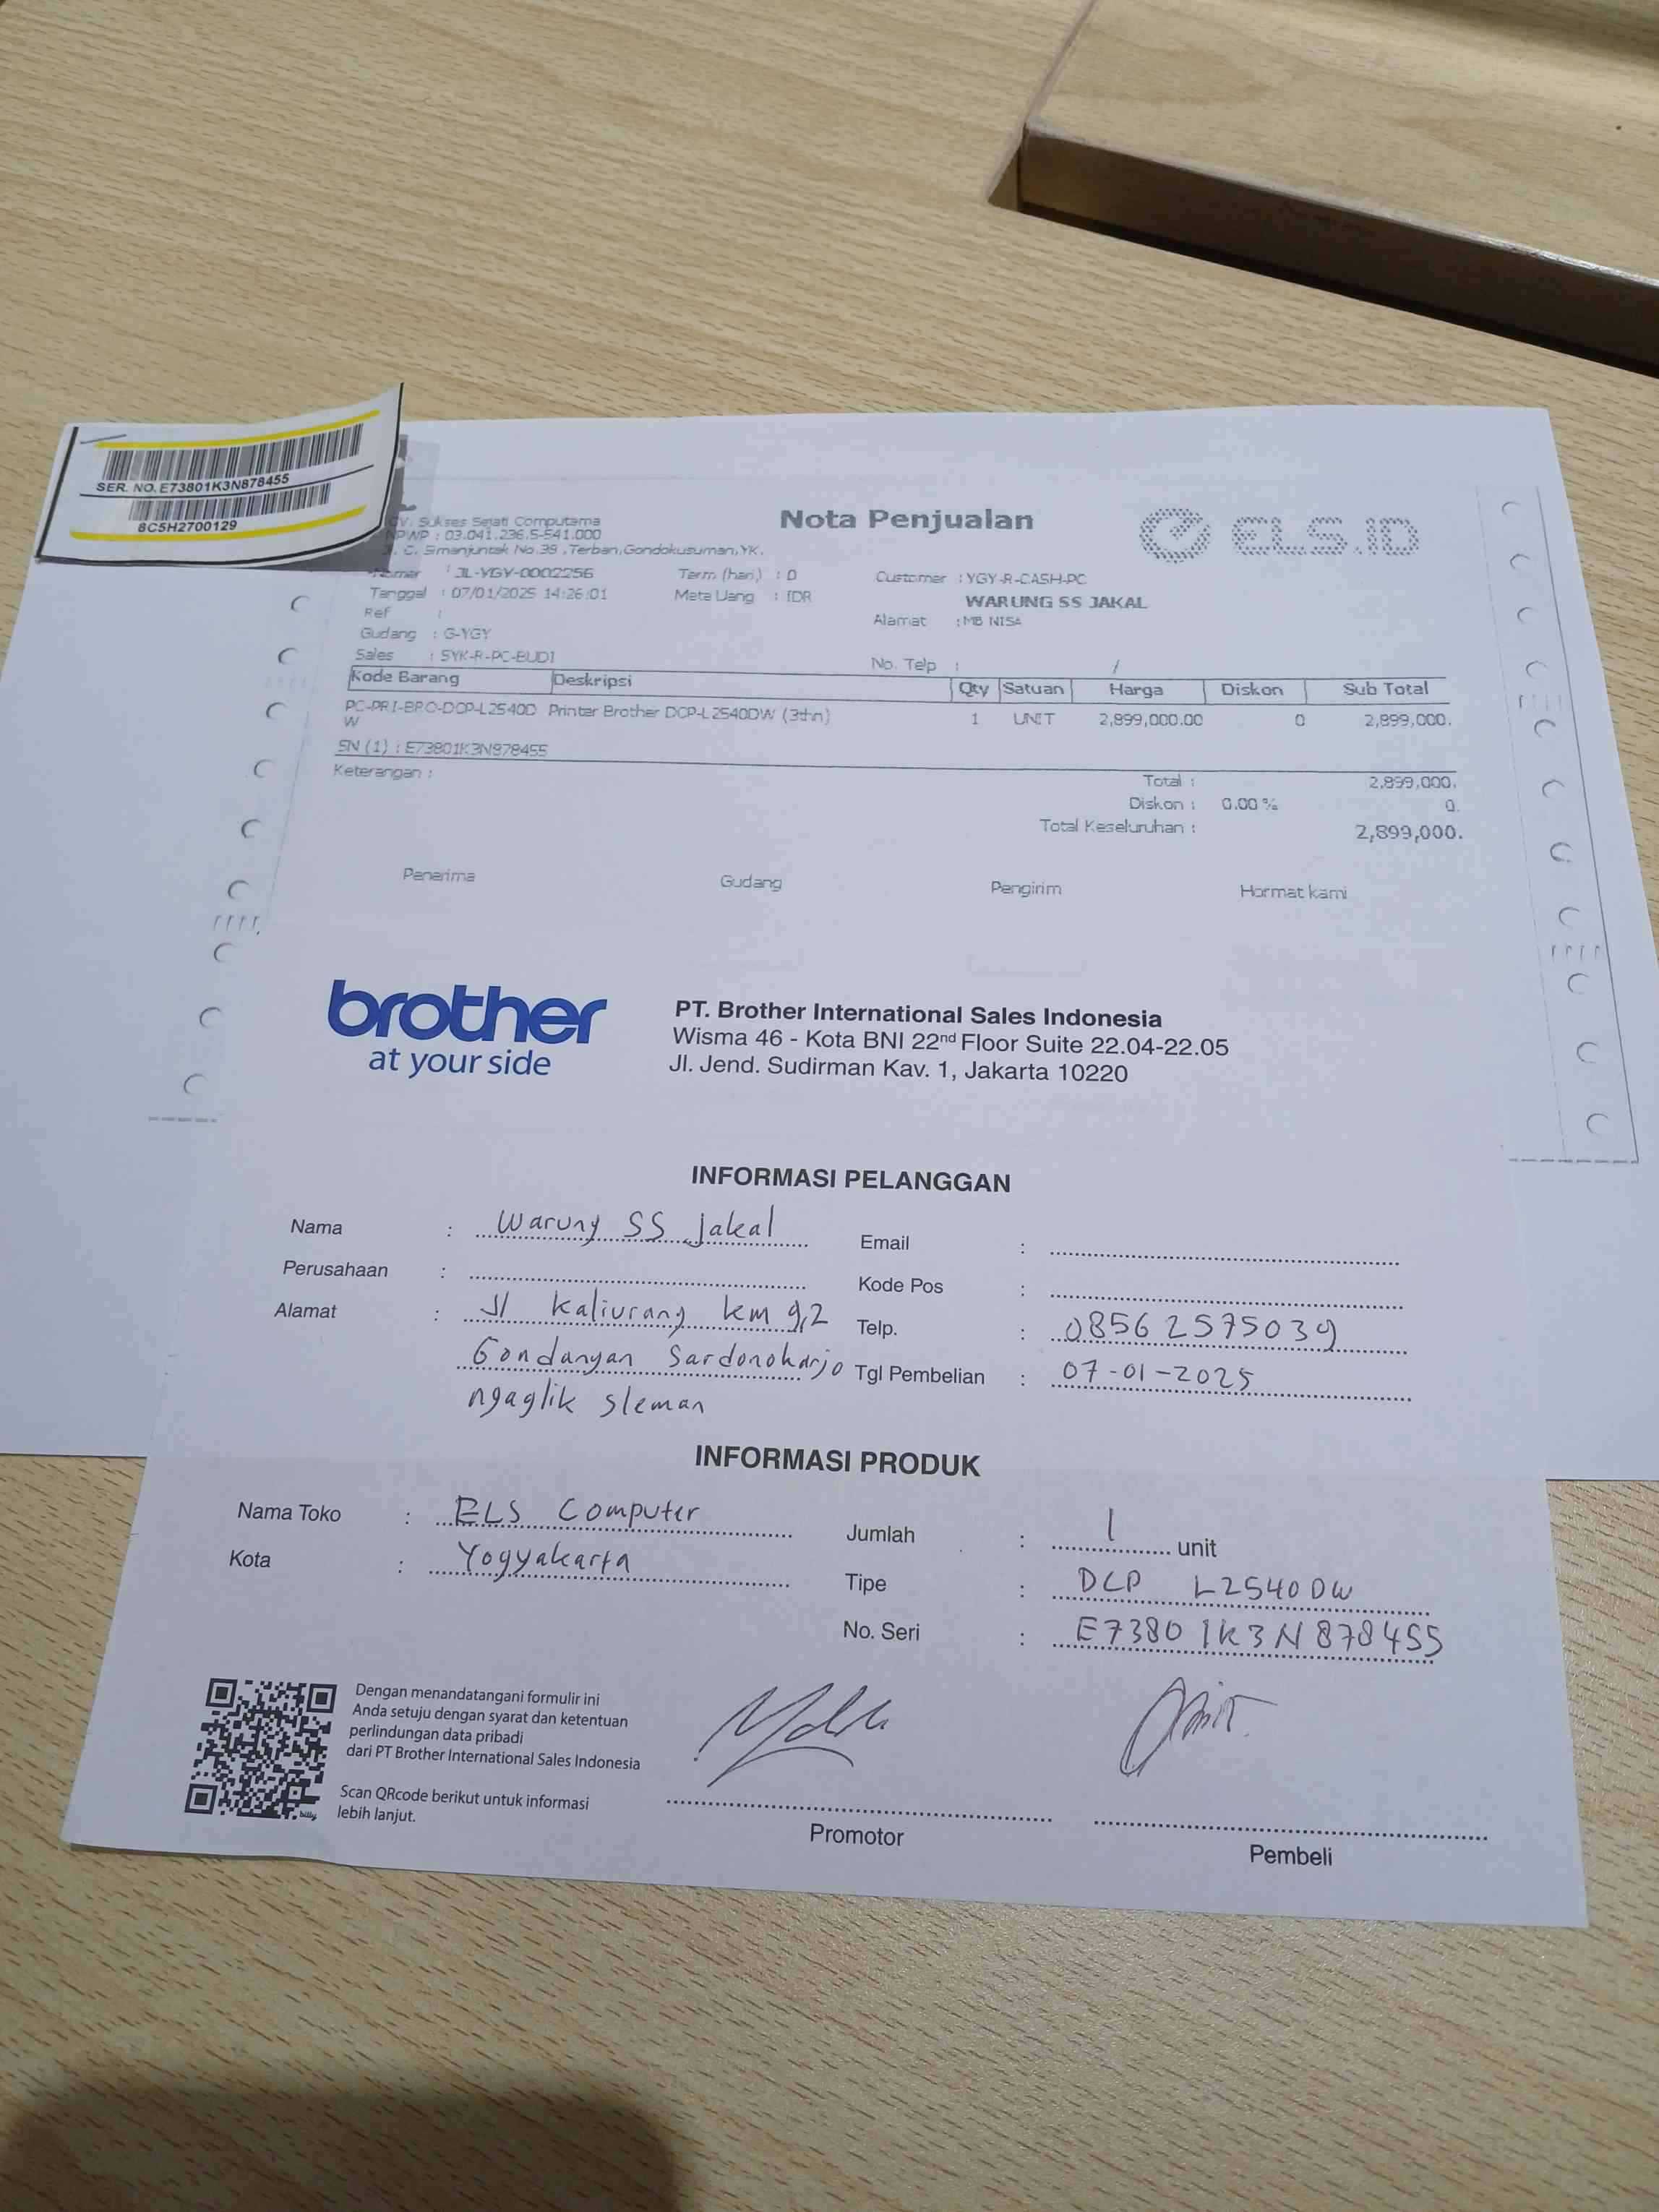 SER. NO. E73801K3N878455
8C5H2700129
CV. Sukses Sejati Computama
NPWP : 03.041.236.5-541.000
C. Simanjuntak No.39 ,Terban,Gondokusuman,YK.
Nota Penjualan
ELS.ID
Nomer : JL-YGY-0002256
Tanggal : 07/01/2025 14:26:01
Ref :
Gudang : G-YGY
Sales : SYK-R-PC-BUDI
Term (hari) : 0
Mata Uang : IDR
Customer : YGY-R-CASH-PC
WARUNG SS JAKAL
Alamat : MB NISA
No. Telp : /
Kode Barang Deskripsi Qty Satuan Harga Diskon Sub Total
PC-PRI-BRO-DCP-L2540D Printer Brother DCP-L2540DW (3thn) 1 UNIT 2,899,000.00 0 2,899,000.
W
SN (1) : E73801K3N878455
Keterangan :
Total : 2,899,000.
Diskon : 0.00 % 0.
Total Keseluruhan : 2,899,000.
Penerima Gudang Pengirim Hormat kami
brother
at your side
PT. Brother International Sales Indonesia
Wisma 46 - Kota BNI 22nd Floor Suite 22.04-22.05
Jl. Jend. Sudirman Kav. 1, Jakarta 10220
INFORMASI PELANGGAN
Nama : Warung SS Jakal
Perusahaan :
Alamat : Jl kaliurang km 9,2
Gondangan Sardonoharjo
ngaglik sleman
Email :
Kode Pos :
Telp. : 08562575039
Tgl Pembelian : 07-01-2025
INFORMASI PRODUK
Nama Toko : ELS Computer
Kota : Yogyakarta
Jumlah : 1 unit
Tipe : DCP L2540DW
No. Seri : E73801K3N878455
Dengan menandatangani formulir ini
Anda setuju dengan syarat dan ketentuan
perlindungan data pribadi
dari PT Brother International Sales Indonesia
Scan QRcode berikut untuk informasi
lebih lanjut.
bitly
Promotor
Pembeli